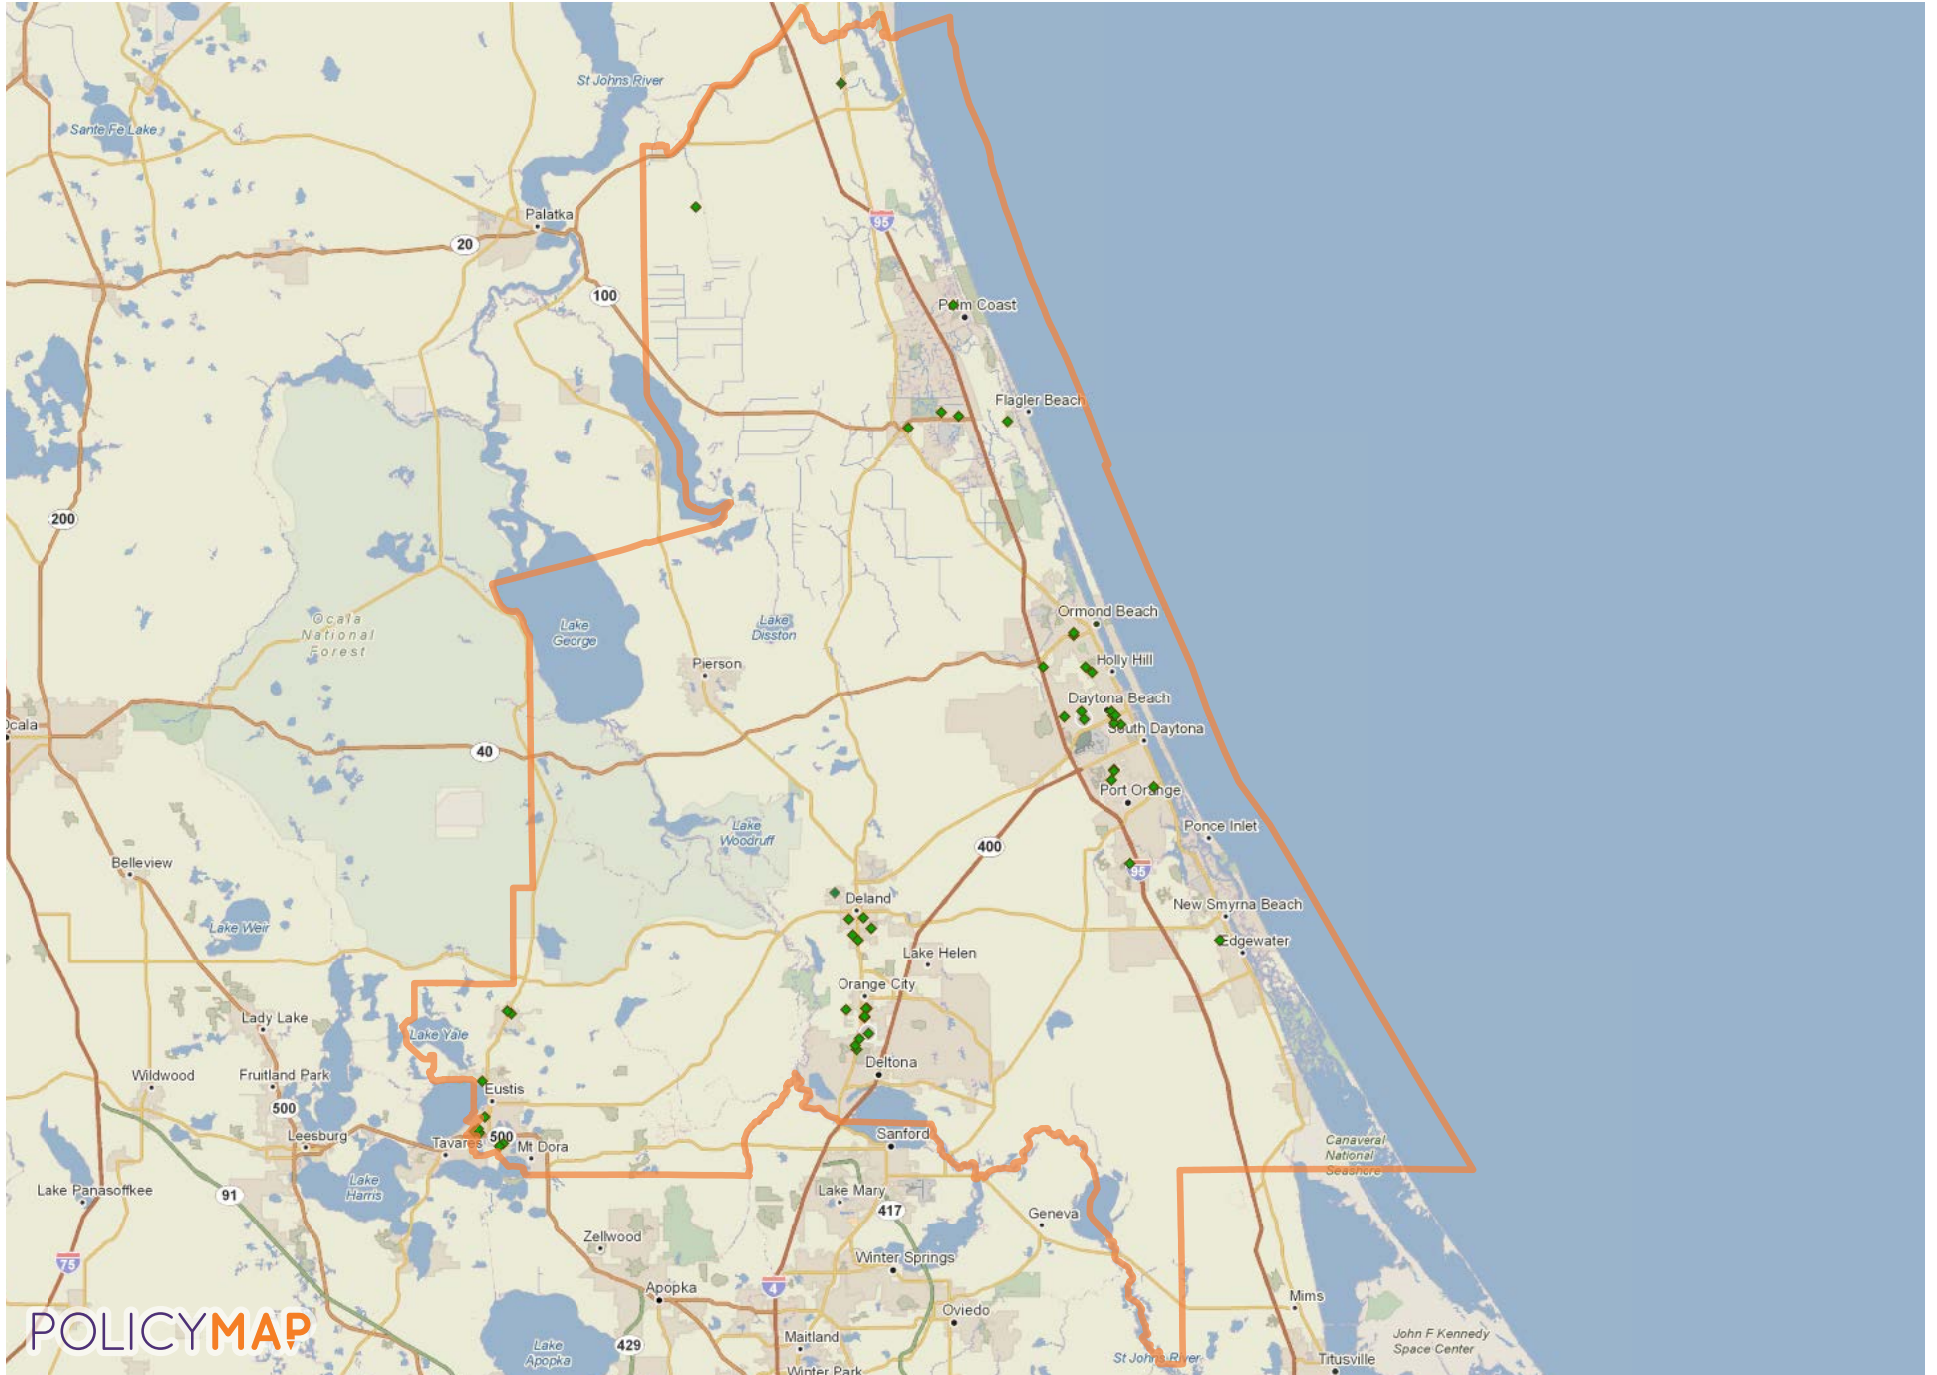 St Johns River
Sante Fe Lake
Palatka
20
95
100
Palm Coast
Flagler Beach
200
Ocala
National
Forest
Lake
George
Lake
Disston
Ormond Beach
Pierson
Holly Hill
Daytona Beach
South Daytona
Ocala
40
Port Orange
Lake
Woodruff
400
Ponce Inlet
Belleview
95
Deland
New Smyrna Beach
Lake Weir
Edgewater
Lake Helen
Orange City
Lady Lake
Lake Yale
Deltona
Wildwood
Fruitland Park
Eustis
500
Leesburg
Tavares
500
Mt Dora
Sanford
Canaveral
National
Seashore
Lake
Harris
Lake Panasoffkee
91
Lake Mary
417
Geneva
Zellwood
Winter Springs
75
Apopka
4
Mims
Oviedo
POLICYMAP
Lake
Apopka
429
Maitland
Winter Park
St Johns River
John F Kennedy
Space Center
Titusville